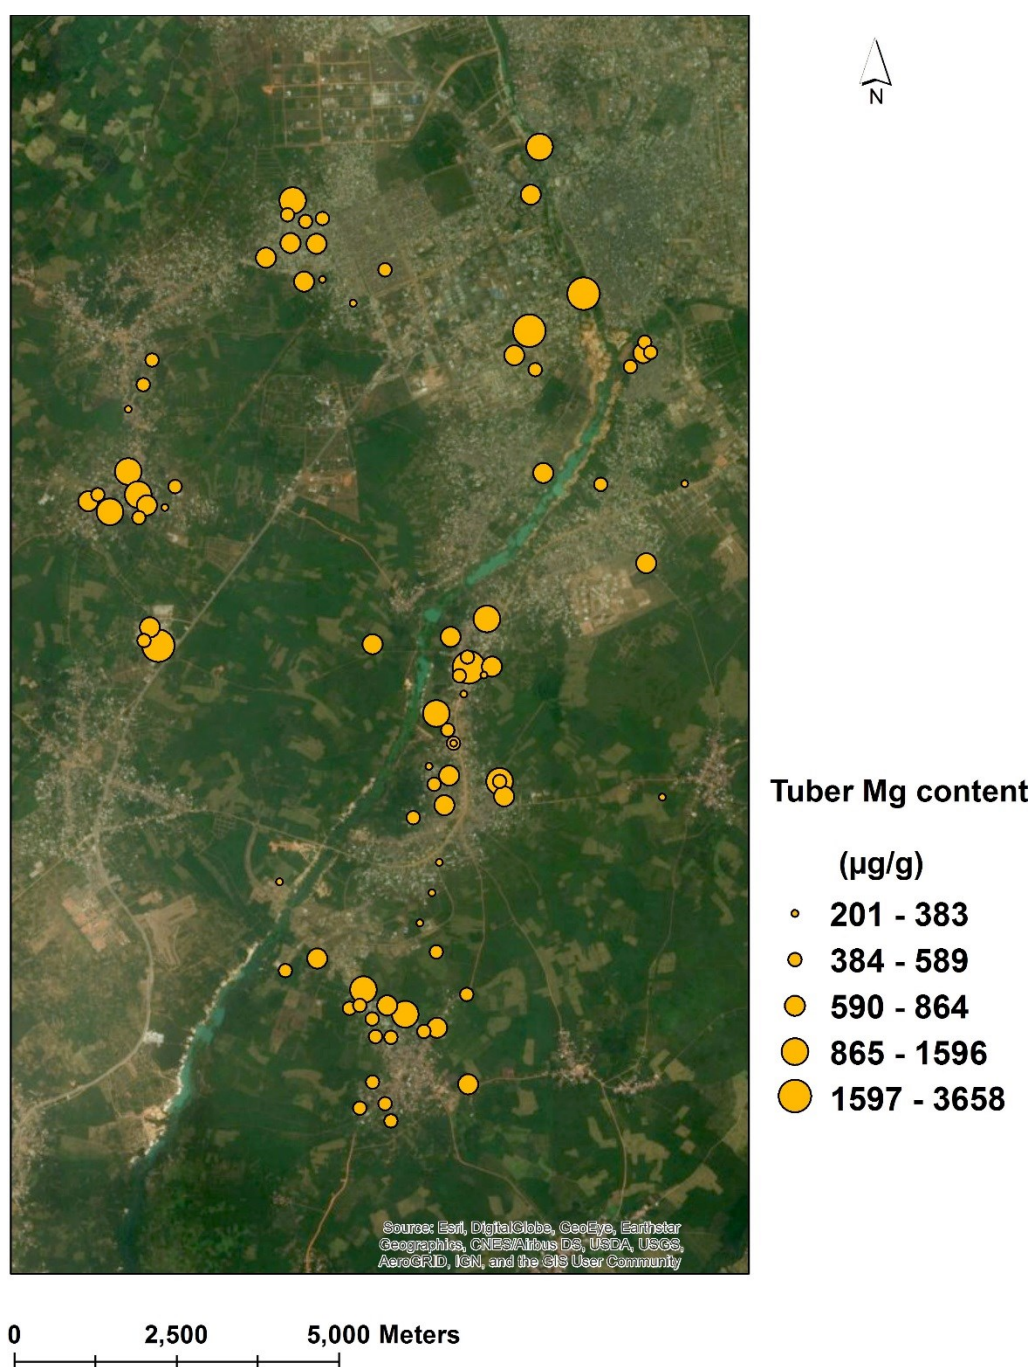 N
Tuber Mg content
(µg/g)
201 - 383
384 - 589
590 - 864
865 - 1596
1597 - 3658
Source: Esri, DigitalGlobe, GeoEye, Earthstar
Geographics, CNES/Airbus DS, USDA, USGS,
AeroGRID, IGN, and the GIS User Community
0 2,500 5,000 Meters